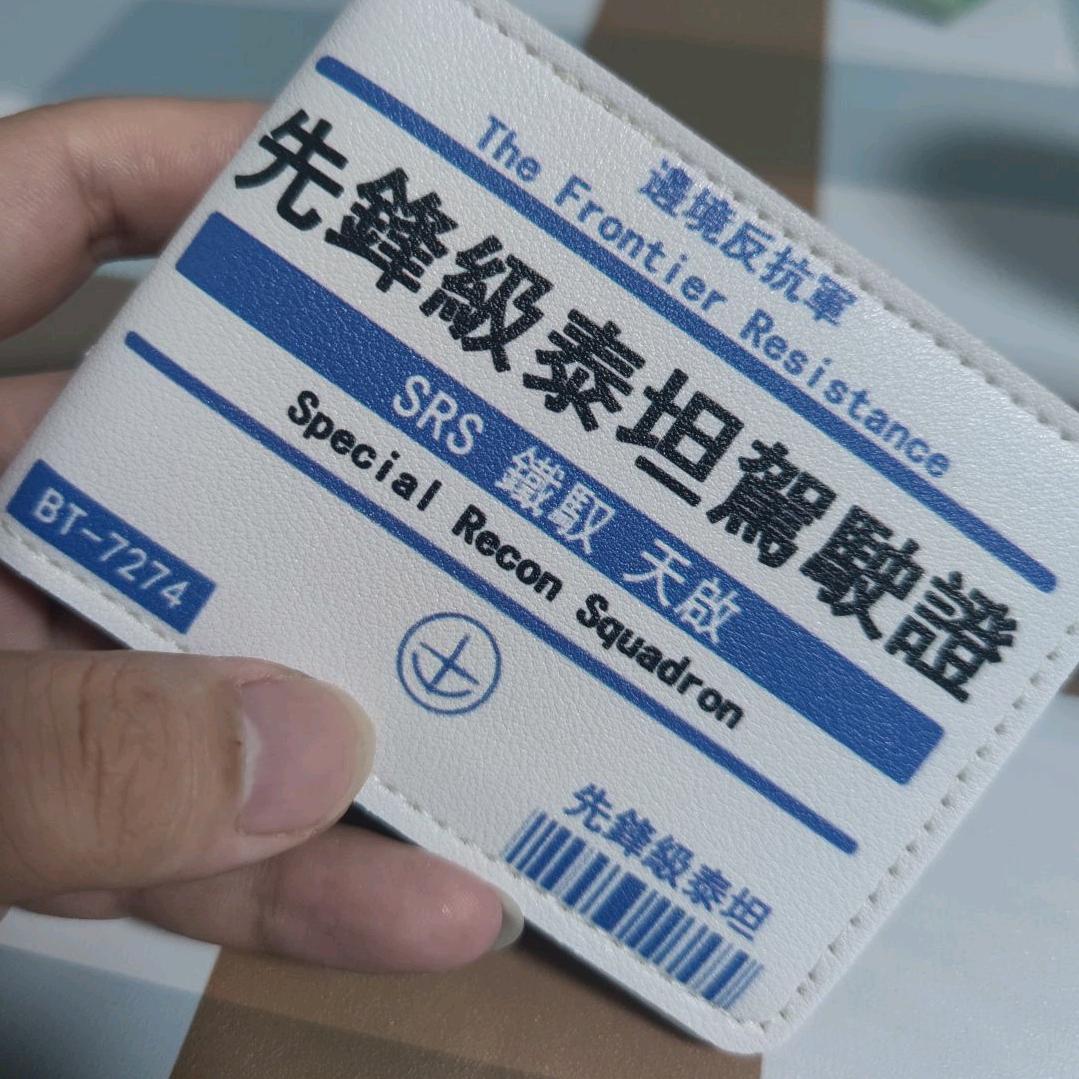 邊境反抗軍
The Frontier Resistance
先鋒級泰坦駕駛證
SRS 鐵馭 天啟
Special Recon Squadron
BT-7274
先鋒級泰坦